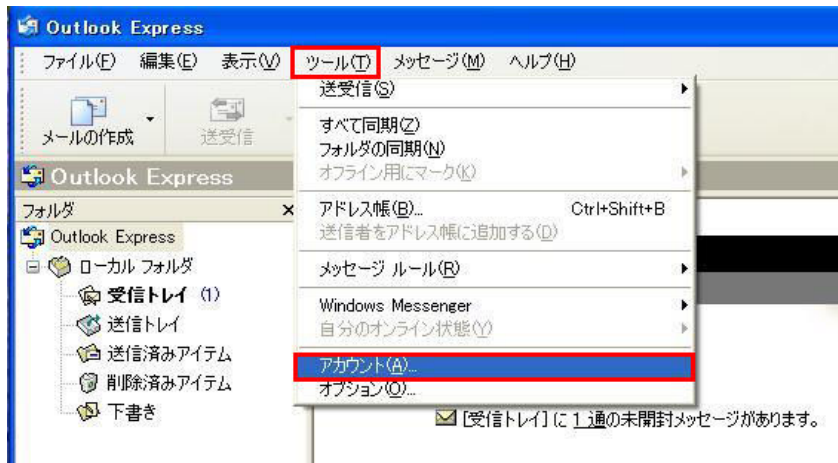 Outlook Express
ファイル(F) 編集(E) 表示(V) ツール(T) メッセージ(M) ヘルプ(H)
メールの作成 送受信
Outlook Express
フォルダ
Outlook Express
ローカル フォルダ
受信トレイ (1)
送信トレイ
送信済みアイテム
削除済みアイテム
下書き
送受信(S)
すべて同期(Z)
フォルダの同期(N)
オフライン用にマーク(K)
アドレス帳(B)... Ctrl+Shift+B
送信者をアドレス帳に追加する(D)
メッセージ ルール(R)
Windows Messenger
自分のオンライン状態(Y)
アカウント(A)...
オプション(O)...
[受信トレイ] に 1 通の未開封メッセージがあります。